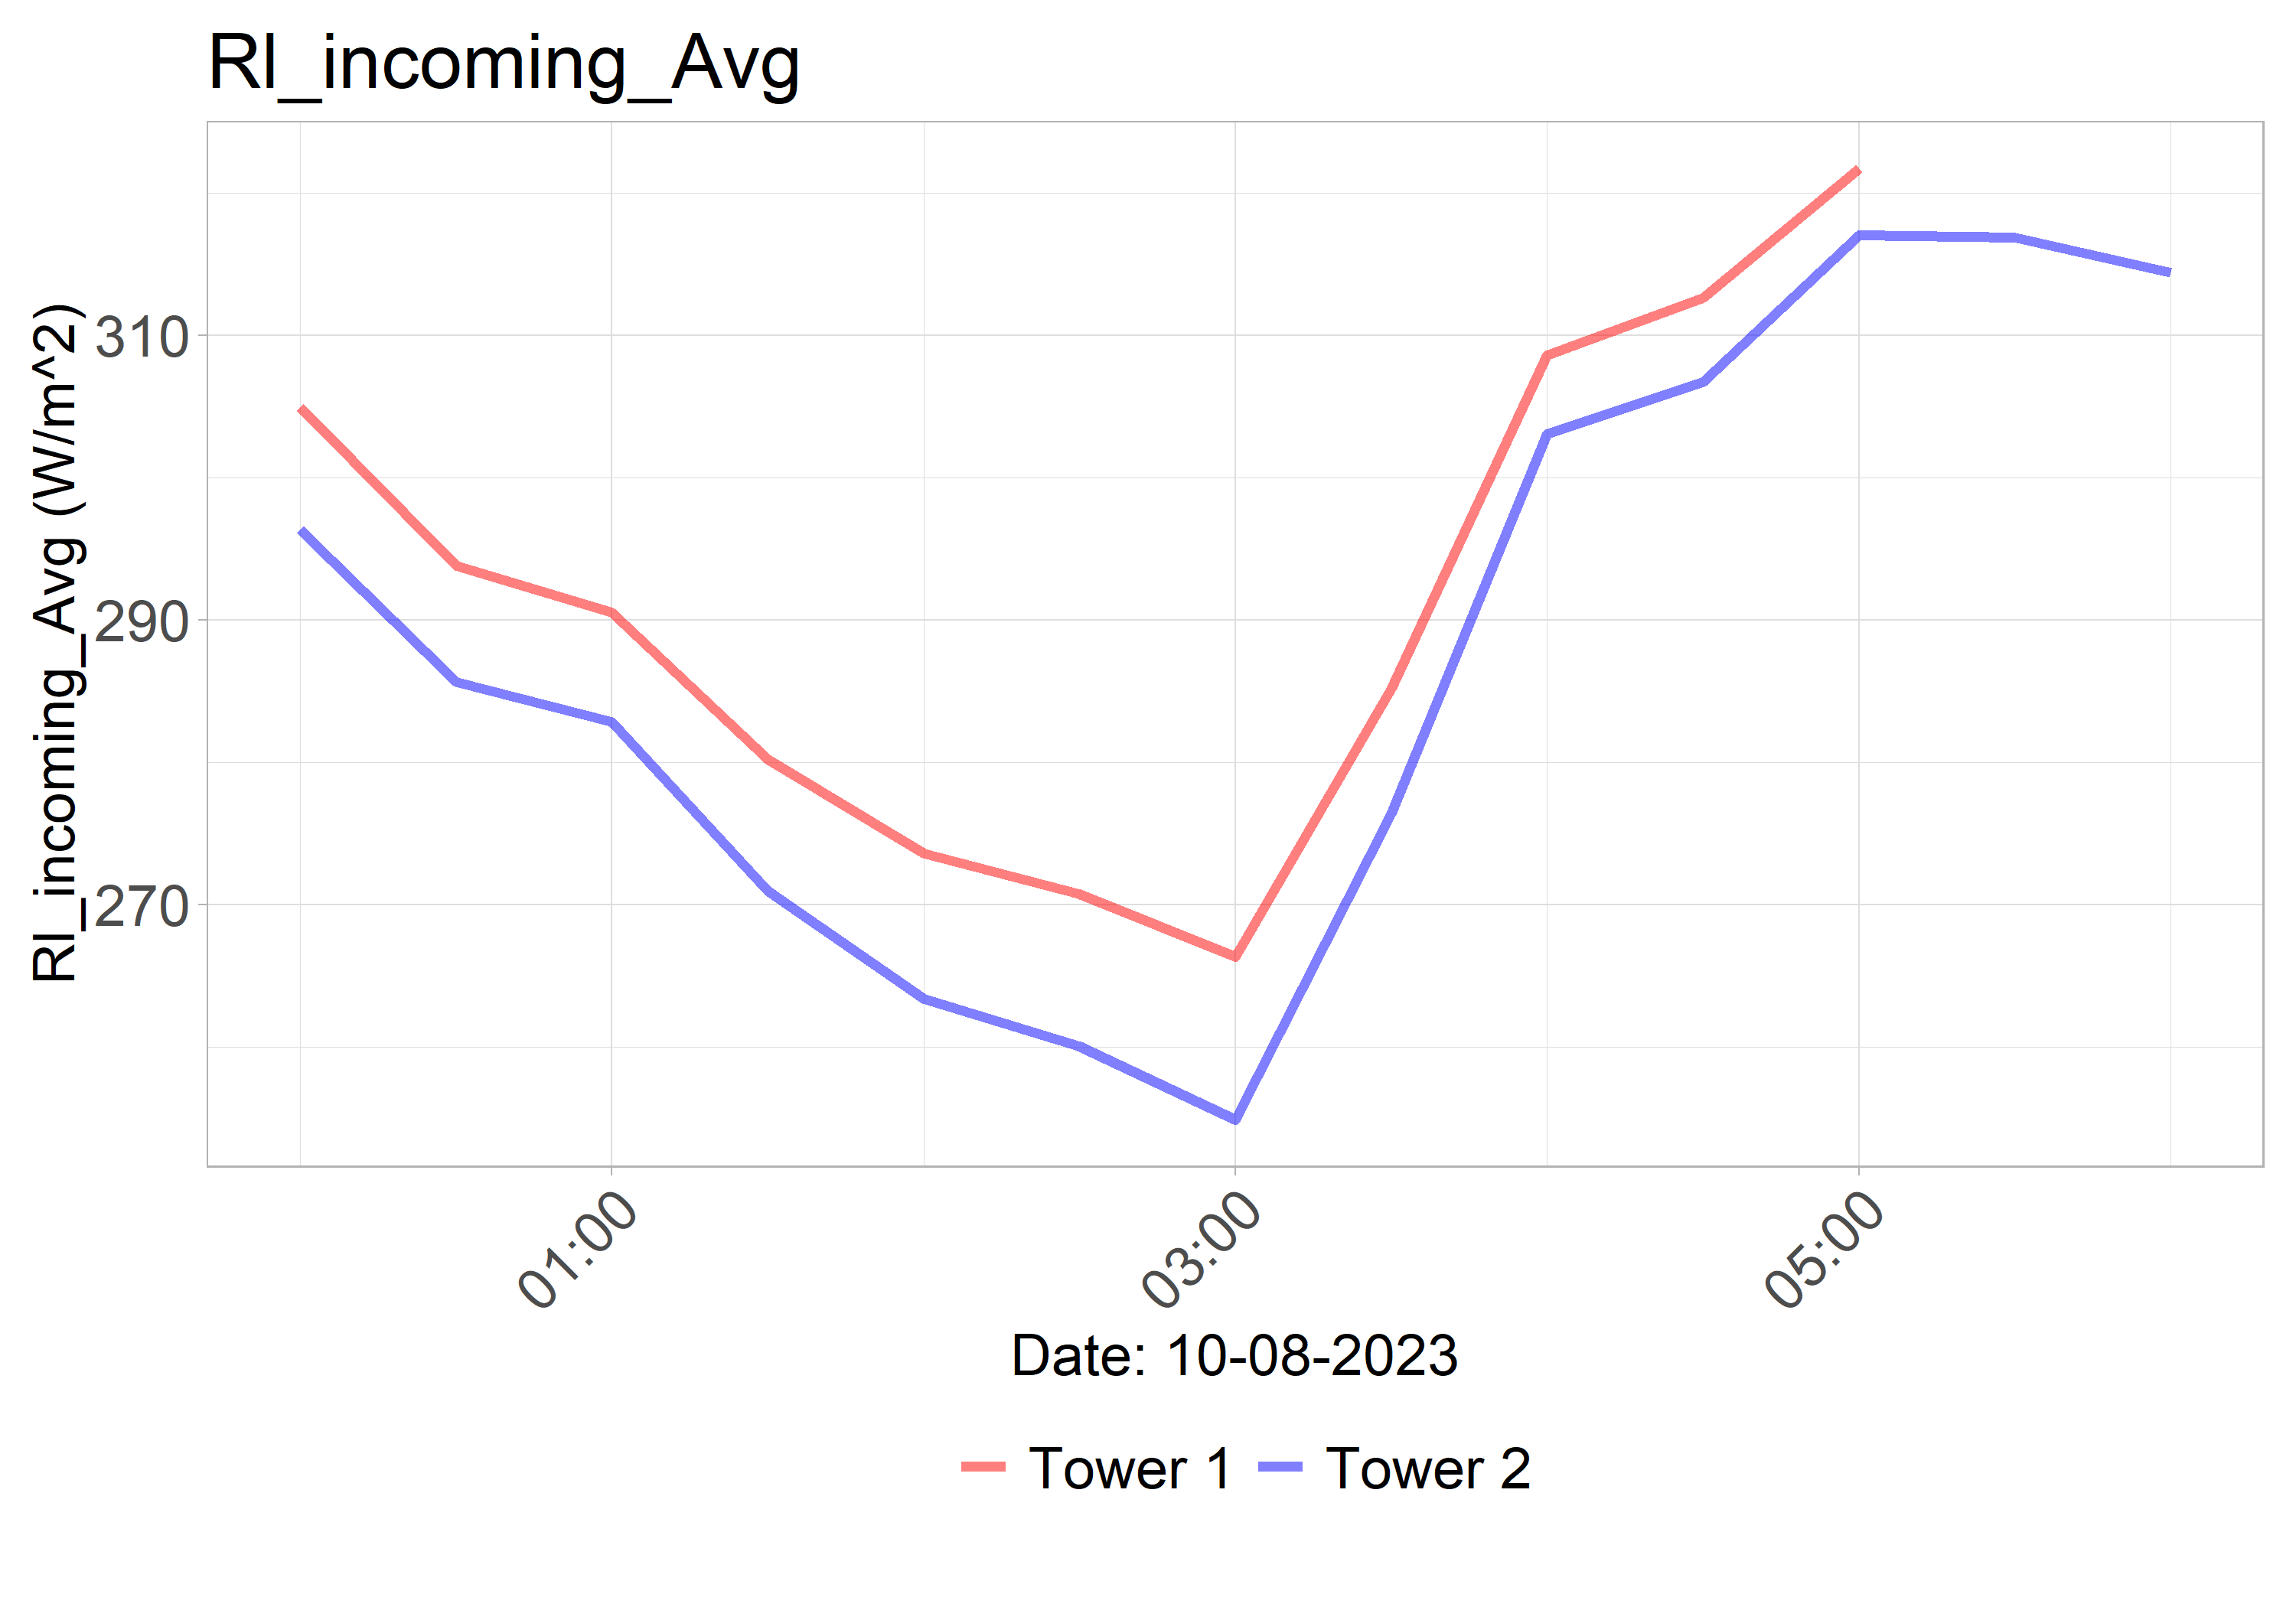 Rl_incoming_Avg
Rl_incoming_Avg (W/m^2)
310
290
270
01:00
03:00
05:00
Date: 10-08-2023
Tower 1
Tower 2